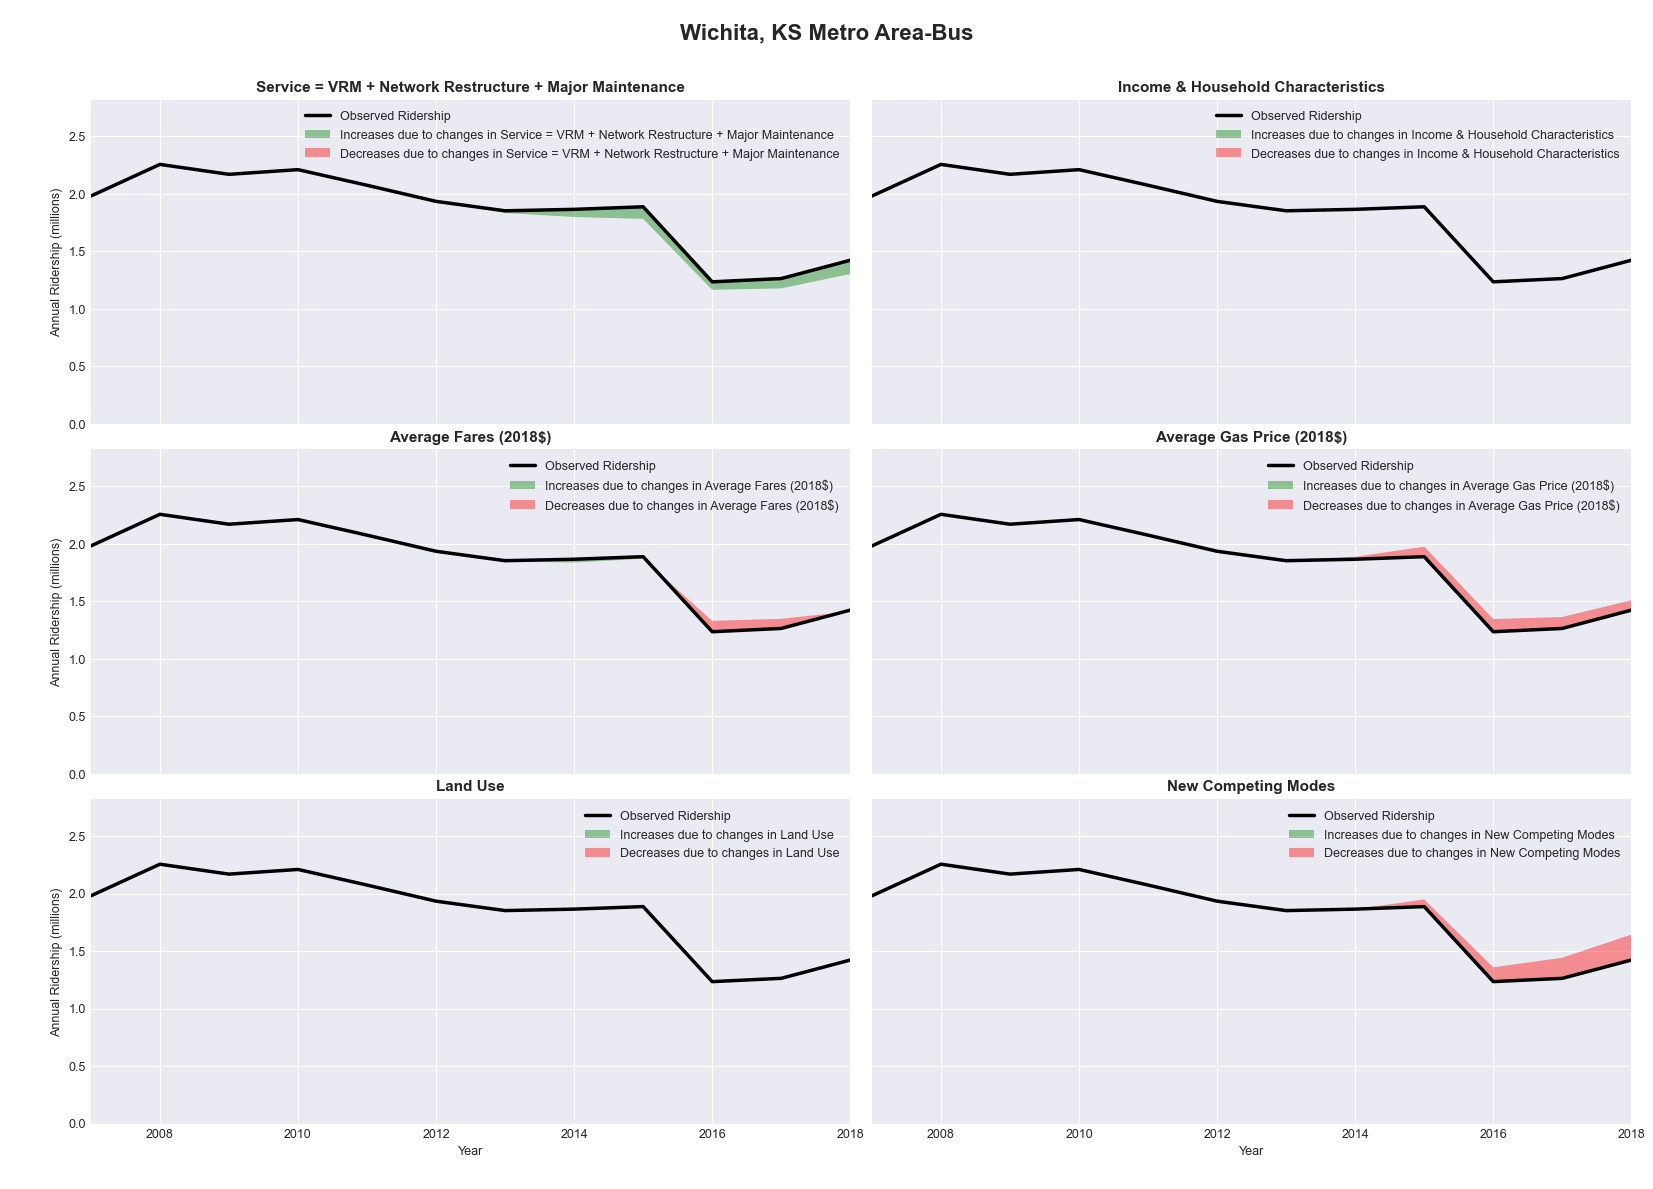 Wichita, KS Metro Area-Bus
Service = VRM + Network Restructure + Major Maintenance
Observed Ridership
Increases due to changes in Service = VRM + Network Restructure + Major Maintenance
Decreases due to changes in Service = VRM + Network Restructure + Major Maintenance
Annual Ridership (millions)
2.5
2.0
1.5
1.0
0.5
0.0
Income & Household Characteristics
Observed Ridership
Increases due to changes in Income & Household Characteristics
Decreases due to changes in Income & Household Characteristics
Average Fares (2018$)
Observed Ridership
Increases due to changes in Average Fares (2018$)
Decreases due to changes in Average Fares (2018$)
Annual Ridership (millions)
2.5
2.0
1.5
1.0
0.5
0.0
Average Gas Price (2018$)
Observed Ridership
Increases due to changes in Average Gas Price (2018$)
Decreases due to changes in Average Gas Price (2018$)
Land Use
Observed Ridership
Increases due to changes in Land Use
Decreases due to changes in Land Use
Annual Ridership (millions)
2.5
2.0
1.5
1.0
0.5
0.0
2008 2010 2012 2014 2016 2018
Year
New Competing Modes
Observed Ridership
Increases due to changes in New Competing Modes
Decreases due to changes in New Competing Modes
2008 2010 2012 2014 2016 2018
Year